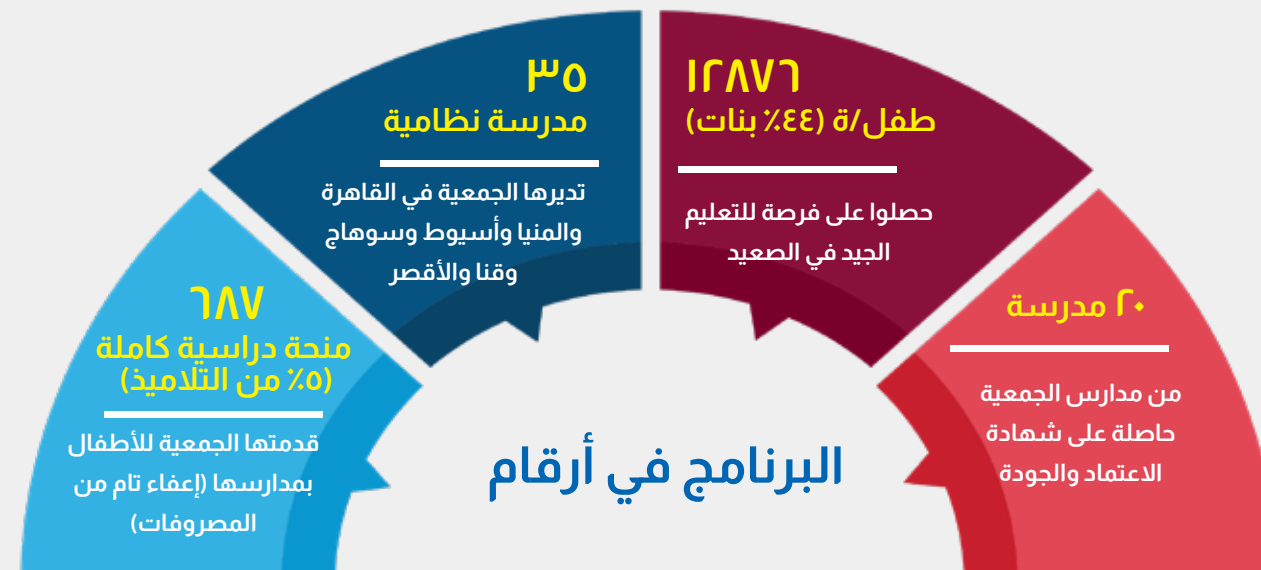 ٢٠ مدرسة
من مدارس الجمعية
حاصلة على شهادة
الاعتماد والجودة
١٢٨٧٦
طفل/ة (٤٤٪ بنات)
حصلوا على فرصة للتعليم
الجيد في الصعيد
٣٥
مدرسة نظامية
تديرها الجمعية في القاهرة
والمنيا وأسيوط وسوهاج
وقنا والأقصر
٦٨٧
منحة دراسية كاملة
(٥٪ من التلاميذ)
قدمتها الجمعية للأطفال
بمدارسها (إعفاء تام من
المصروفات)
البرنامج في أرقام